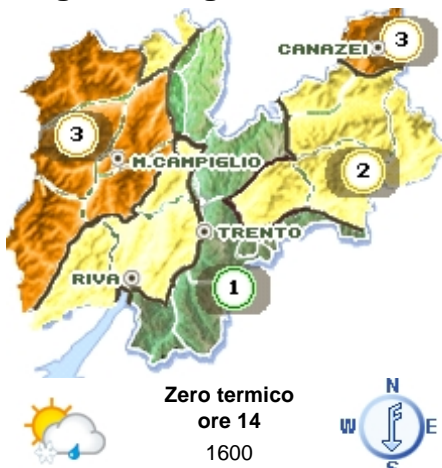 CANAZEI
3
3
M.CAMPIGLIO
2
TRENTO
RIVA
1
Zero termico
ore 14
1600
N
W E
S